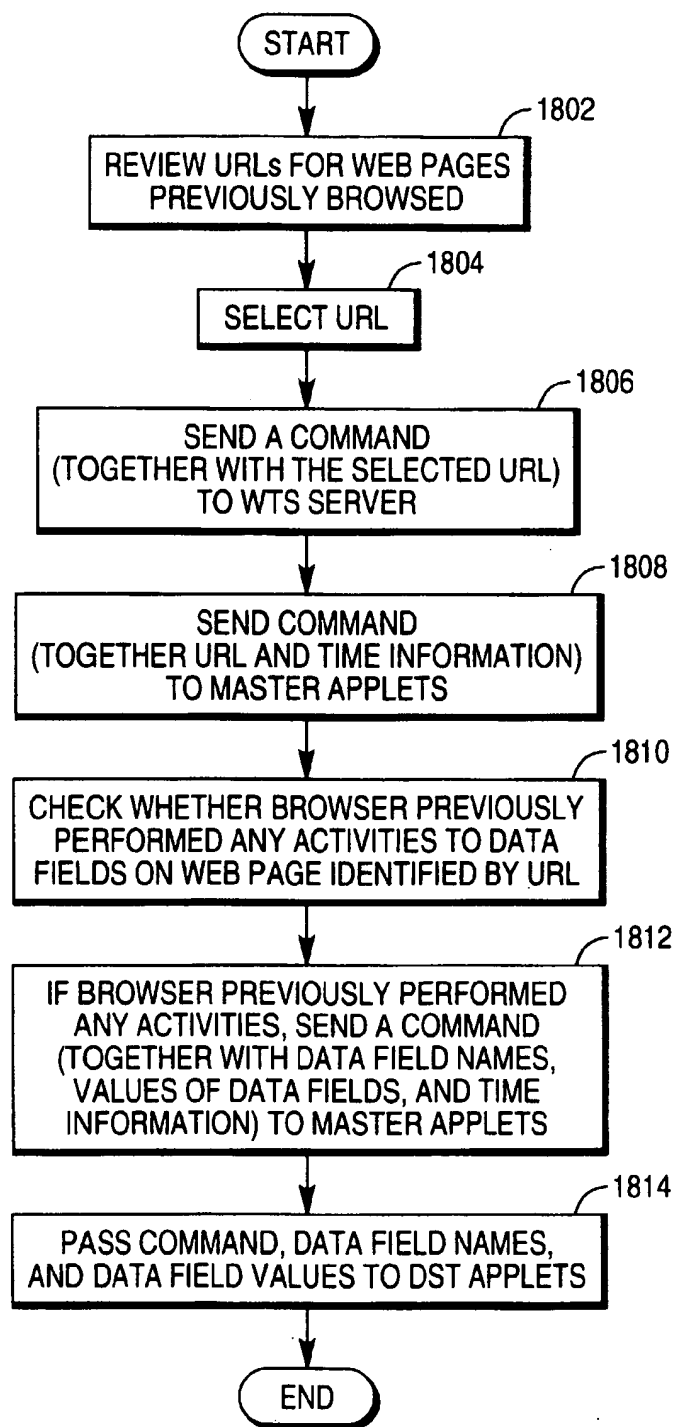 START
1802
REVIEW URLs FOR WEB PAGES
PREVIOUSLY BROWSED
1804
SELECT URL
1806
SEND A COMMAND
(TOGETHER WITH THE SELECTED URL)
TO WTS SERVER
1808
SEND COMMAND
(TOGETHER URL AND TIME INFORMATION)
TO MASTER APPLETS
1810
CHECK WHETHER BROWSER PREVIOUSLY
PERFORMED ANY ACTIVITIES TO DATA
FIELDS ON WEB PAGE IDENTIFIED BY URL
1812
IF BROWSER PREVIOUSLY PERFORMED
ANY ACTIVITIES, SEND A COMMAND
(TOGETHER WITH DATA FIELD NAMES,
VALUES OF DATA FIELDS, AND TIME
INFORMATION) TO MASTER APPLETS
1814
PASS COMMAND, DATA FIELD NAMES,
AND DATA FIELD VALUES TO DST APPLETS
END